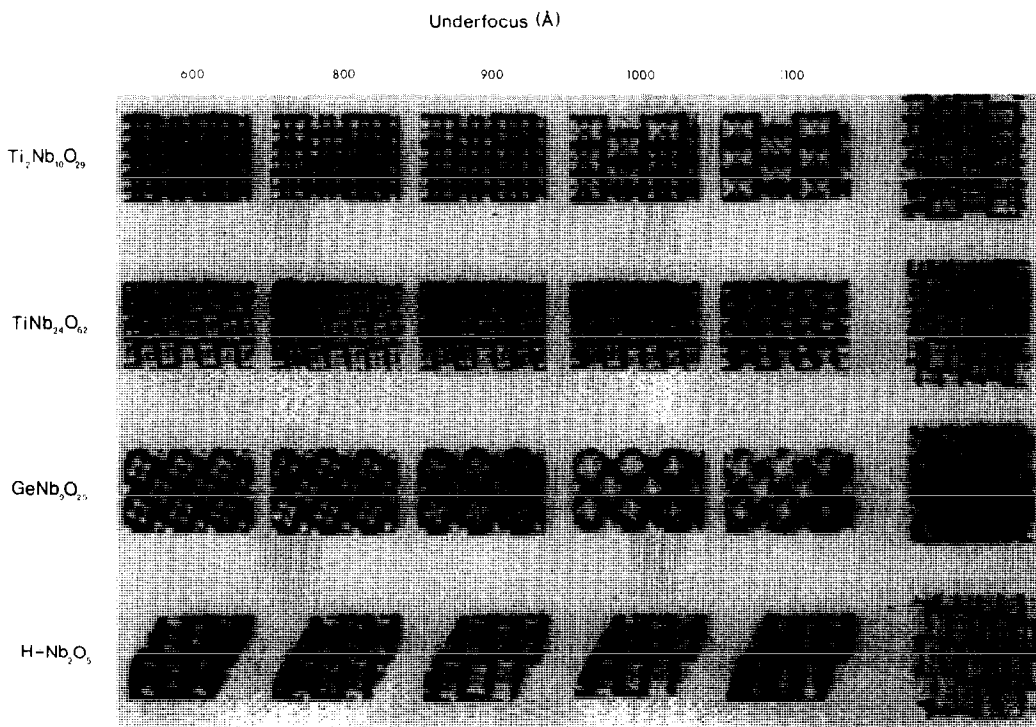 Underfocus (Å)
600 800 900 1000 1100
Ti₂Nb₁₀O₂₉
TiNb₂₄O₆₂
GeNb₉O₂₅
H-Nb₂O₅